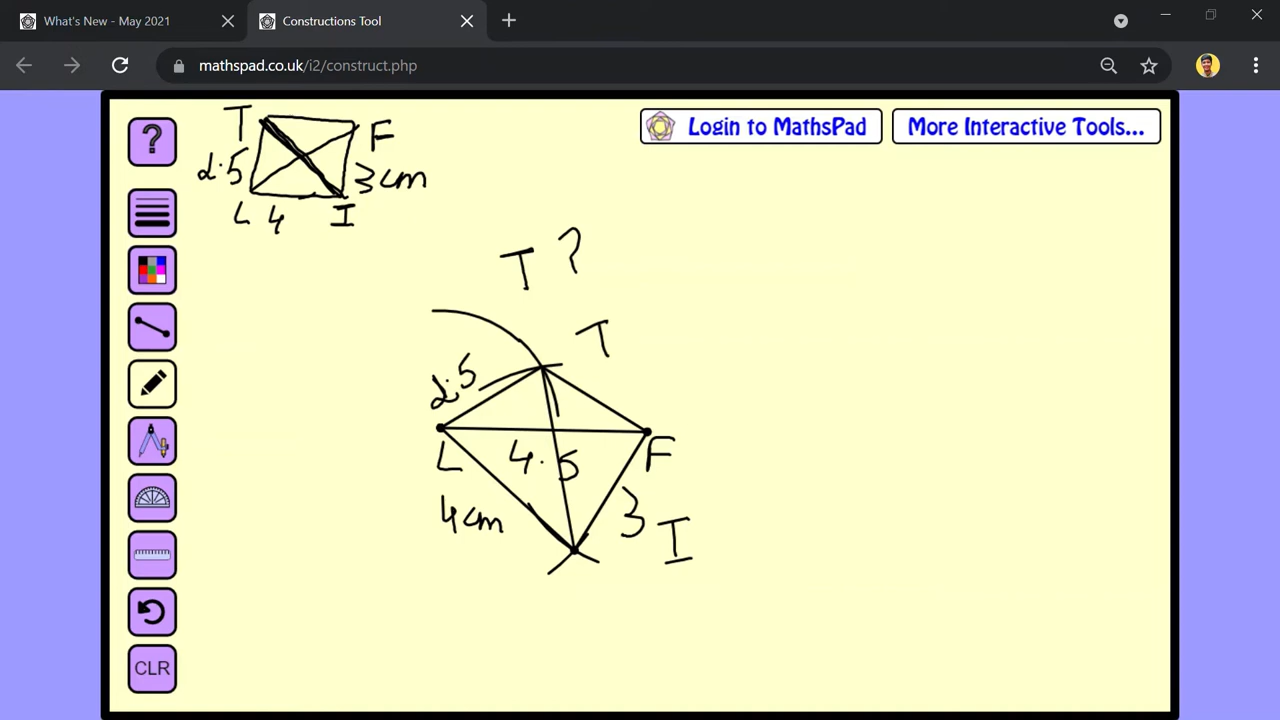 What's New - May 2021
Constructions Tool
mathspad.co.uk/i2/construct.php
Login to MathsPad
More Interactive Tools...
?
T
F
2.5
3cm
L 4 I
T ?
T
2.5
L
4.5
F
4cm
3
I
CLR